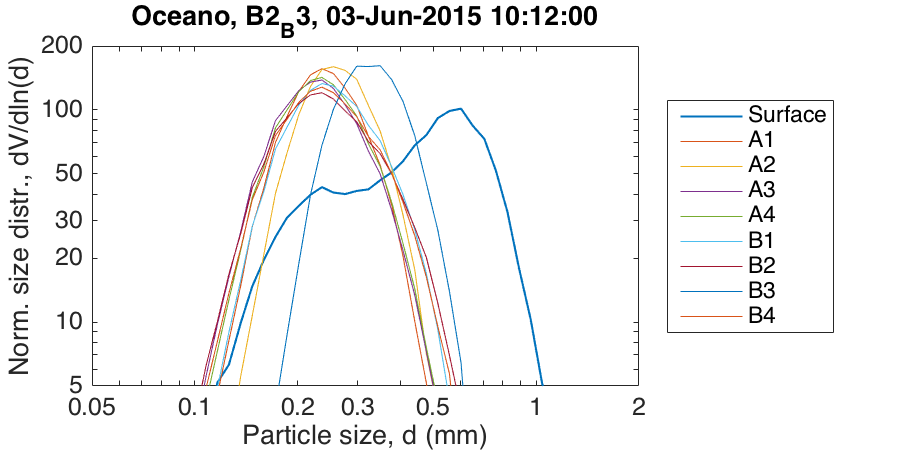 Oceano, B2_B3, 03-Jun-2015 10:12:00
Norm. size distr., dV/dln(d)
200
100
50
30
20
10
5
0.05 0.1 0.2 0.3 0.5 1 2
Particle size, d (mm)
Surface
A1
A2
A3
A4
B1
B2
B3
B4